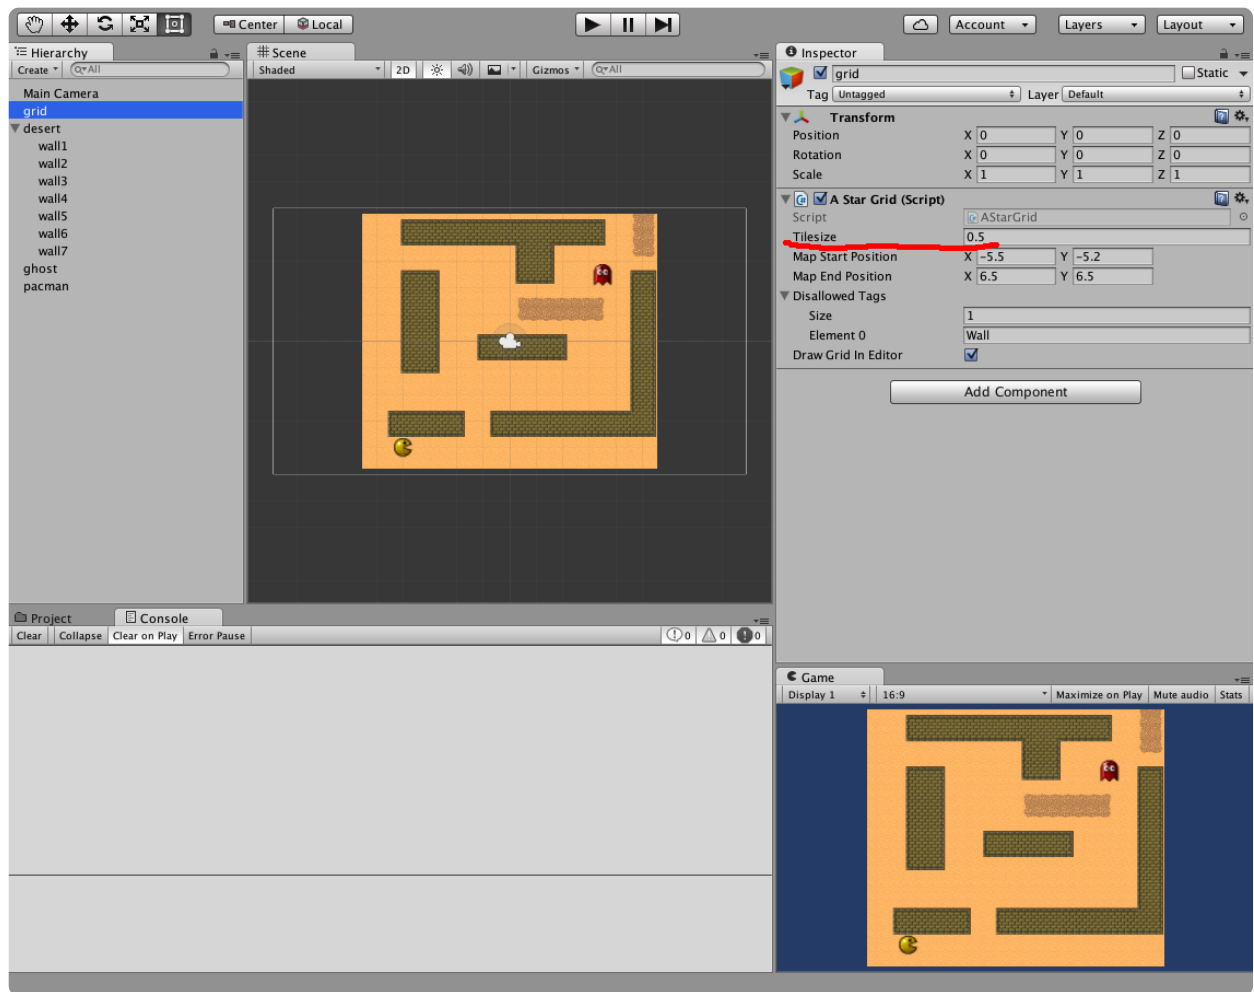 Center Local Account Layers Layout
Hierarchy
Create All
Main Camera
grid
desert
wall1
wall2
wall3
wall4
wall5
wall6
wall7
ghost
pacman
Scene
Shaded 2D Gizmos All
Inspector
grid Static
Tag Untagged Layer Default
Transform
Position X 0 Y 0 Z 0
Rotation X 0 Y 0 Z 0
Scale X 1 Y 1 Z 1
A Star Grid (Script)
Script AStarGrid
Tilesize 0.5
Map Start Position X -5.5 Y -5.2
Map End Position X 6.5 Y 6.5
Disallowed Tags
Size 1
Element 0 Wall
Draw Grid In Editor
Add Component
Project Console
Clear Collapse Clear on Play Error Pause 0 0 0
Game
Display 1 16:9 Maximize on Play Mute audio Stats